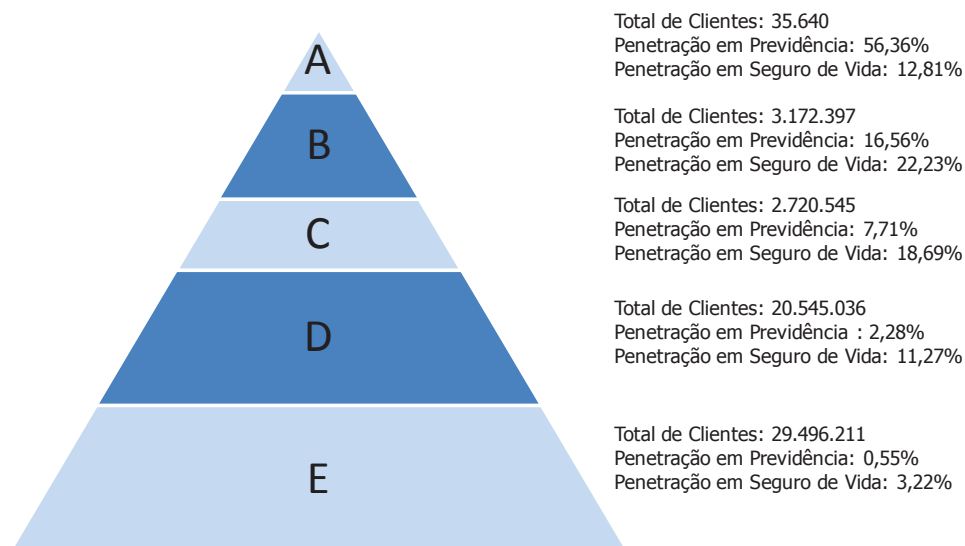 A
Total de Clientes: 35.640
Penetração em Previdência: 56,36%
Penetração em Seguro de Vida: 12,81%
B
Total de Clientes: 3.172.397
Penetração em Previdência: 16,56%
Penetração em Seguro de Vida: 22,23%
C
Total de Clientes: 2.720.545
Penetração em Previdência: 7,71%
Penetração em Seguro de Vida: 18,69%
D
Total de Clientes: 20.545.036
Penetração em Previdência : 2,28%
Penetração em Seguro de Vida: 11,27%
E
Total de Clientes: 29.496.211
Penetração em Previdência: 0,55%
Penetração em Seguro de Vida: 3,22%